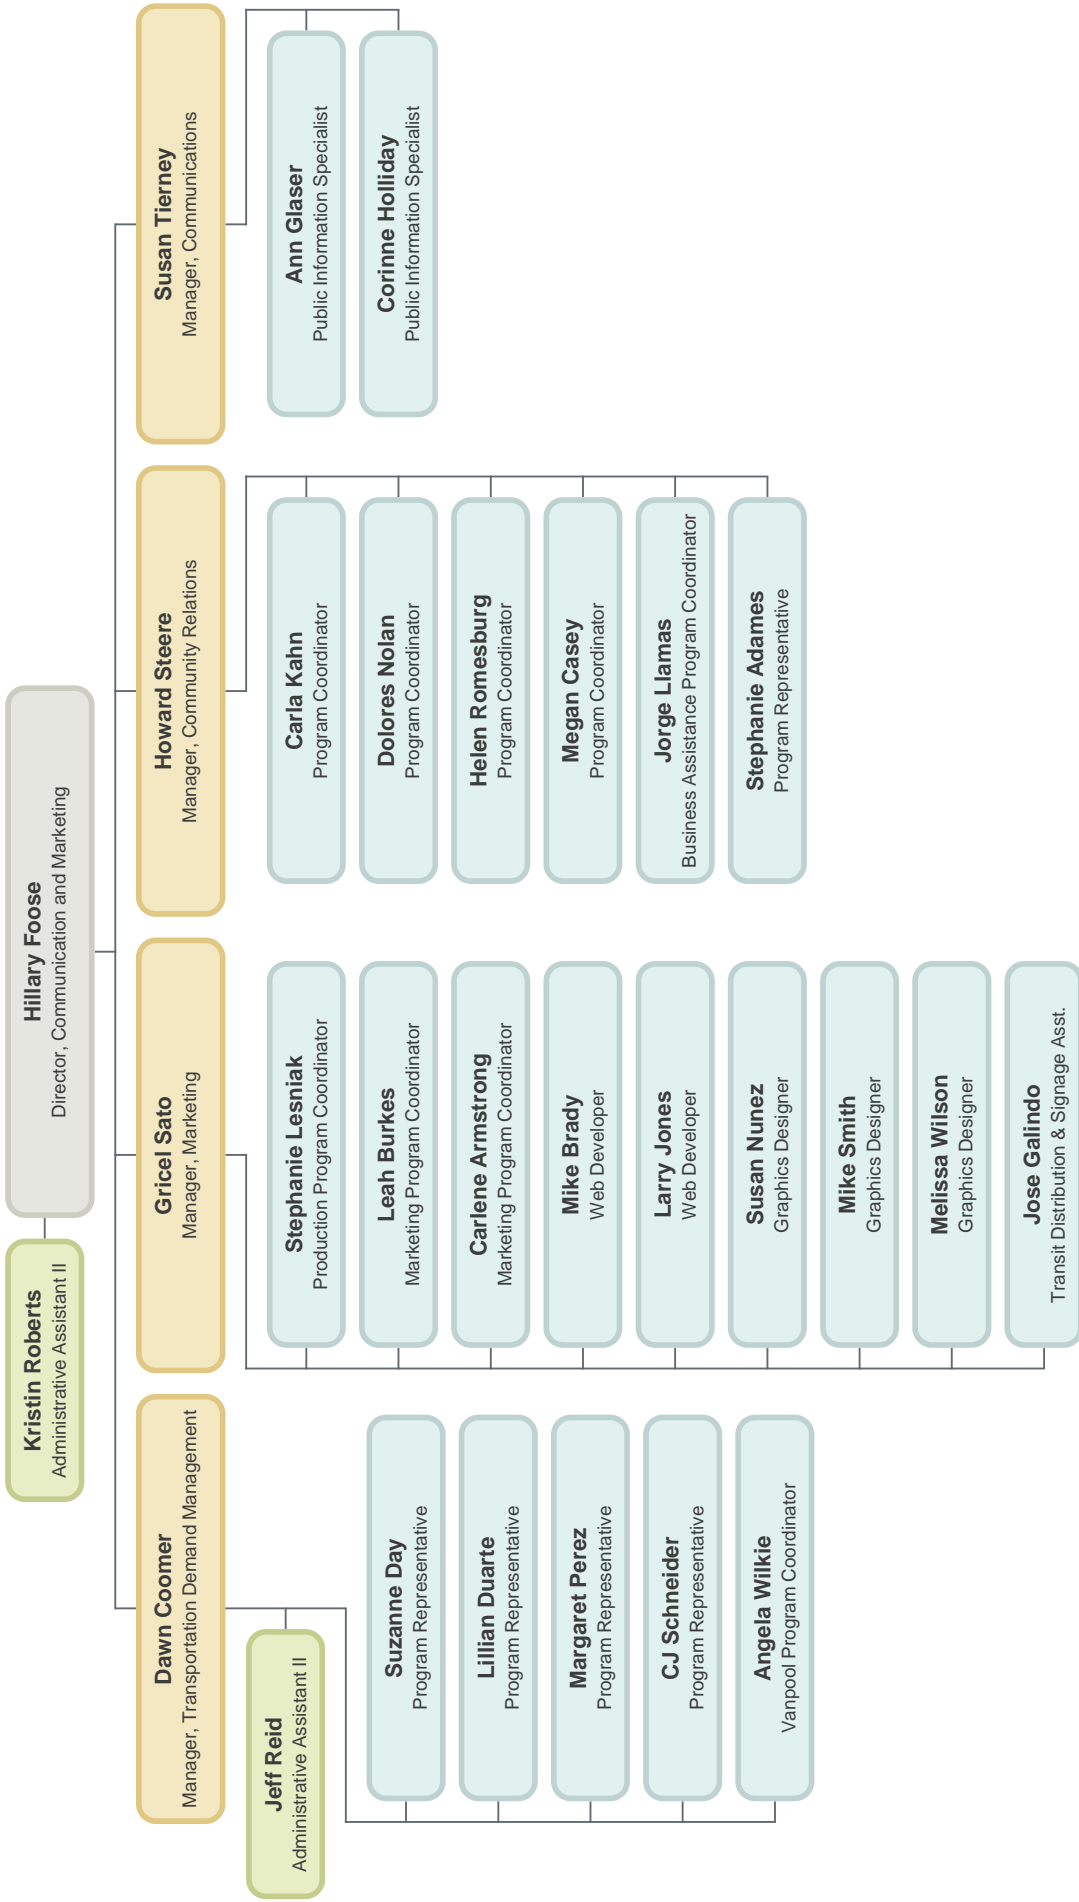 Hillary Foose
Director, Communication and Marketing
Kristin Roberts
Administrative Assistant II
Dawn Coomer
Manager, Transportation Demand Management
Jeff Reid
Administrative Assistant II
Suzanne Day
Program Representative
Lillian Duarte
Program Representative
Margaret Perez
Program Representative
CJ Schneider
Program Representative
Angela Wilkie
Vanpool Program Coordinator
Gricel Sato
Manager, Marketing
Stephanie Lesniak
Production Program Coordinator
Leah Burkes
Marketing Program Coordinator
Carlene Armstrong
Marketing Program Coordinator
Mike Brady
Web Developer
Larry Jones
Web Developer
Susan Nunez
Graphics Designer
Mike Smith
Graphics Designer
Melissa Wilson
Graphics Designer
Jose Galindo
Transit Distribution & Signage Asst.
Howard Steere
Manager, Community Relations
Carla Kahn
Program Coordinator
Dolores Nolan
Program Coordinator
Helen Romesburg
Program Coordinator
Megan Casey
Program Coordinator
Jorge Llamas
Business Assistance Program Coordinator
Stephanie Adames
Program Representative
Susan Tierney
Manager, Communications
Ann Glaser
Public Information Specialist
Corinne Holliday
Public Information Specialist